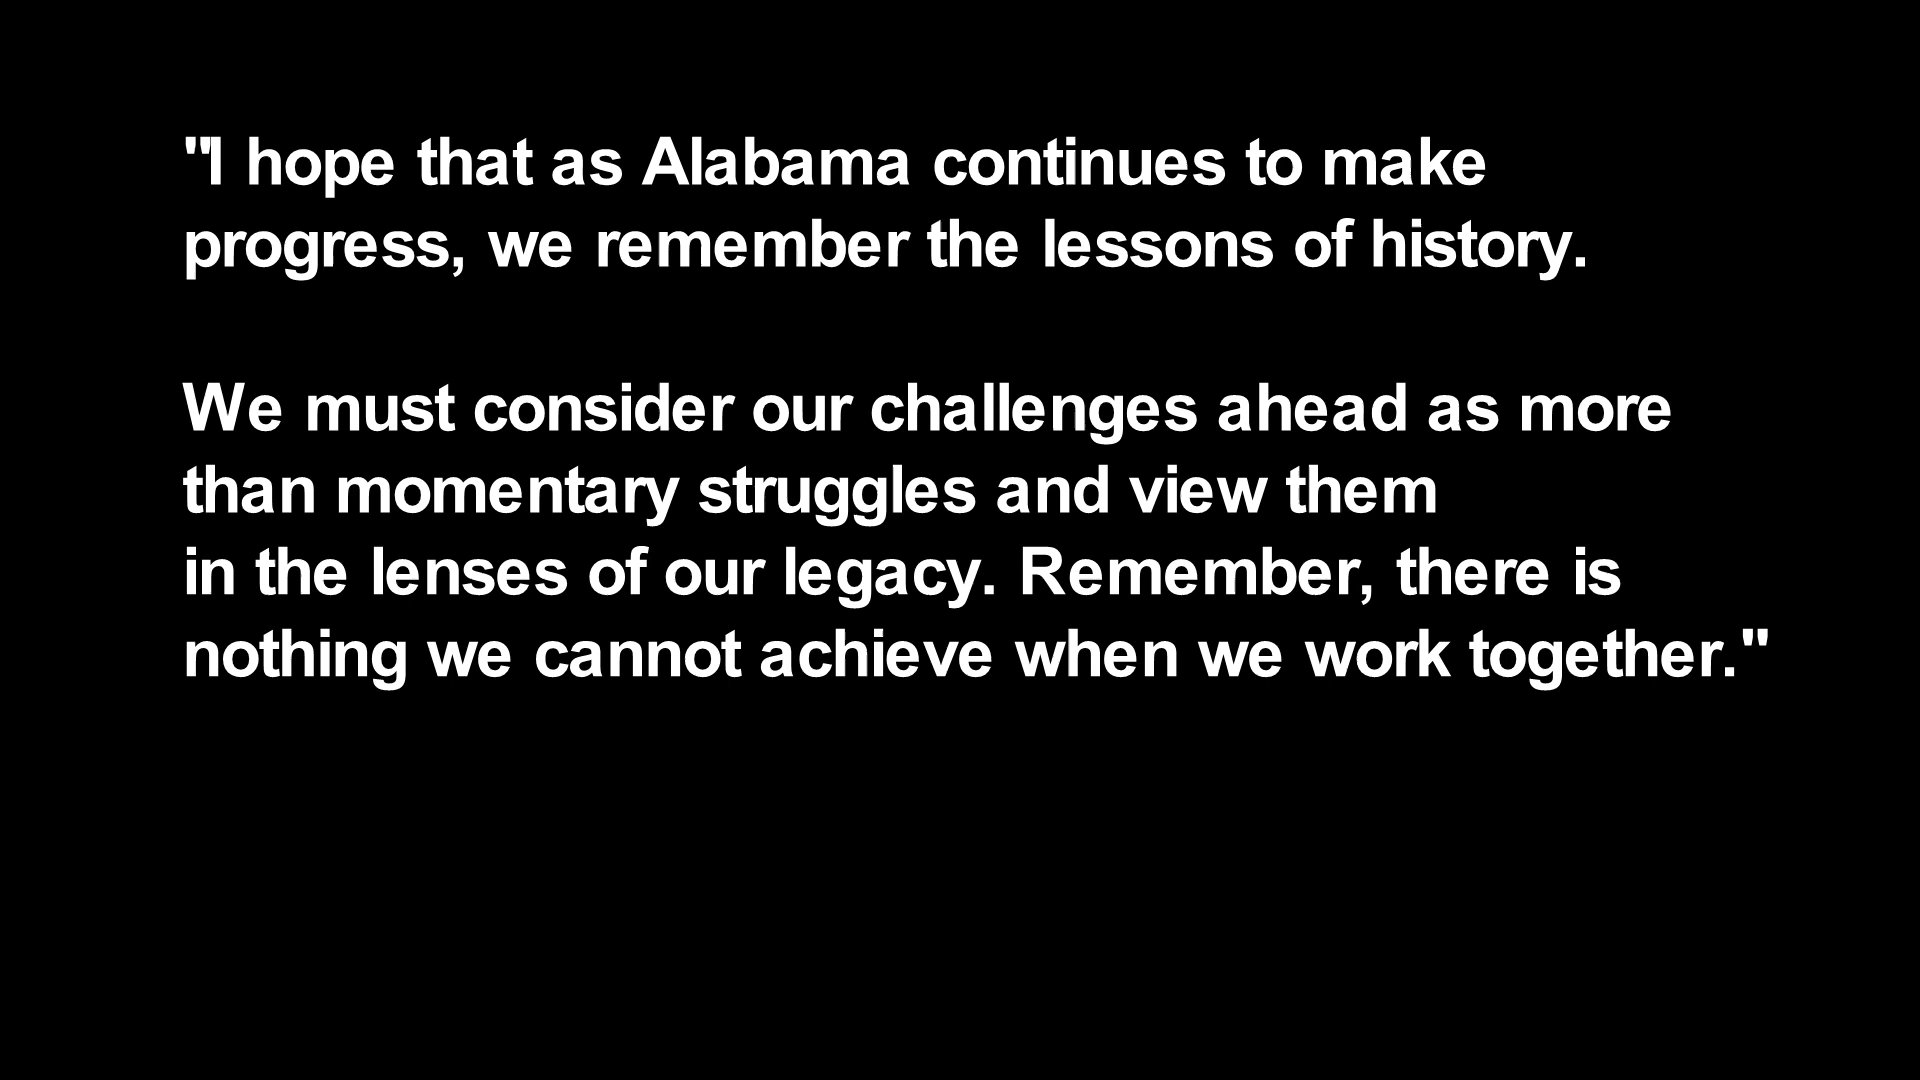 "I hope that as Alabama continues to make
progress, we remember the lessons of history.
We must consider our challenges ahead as more
than momentary struggles and view them
in the lenses of our legacy. Remember, there is
nothing we cannot achieve when we work together."